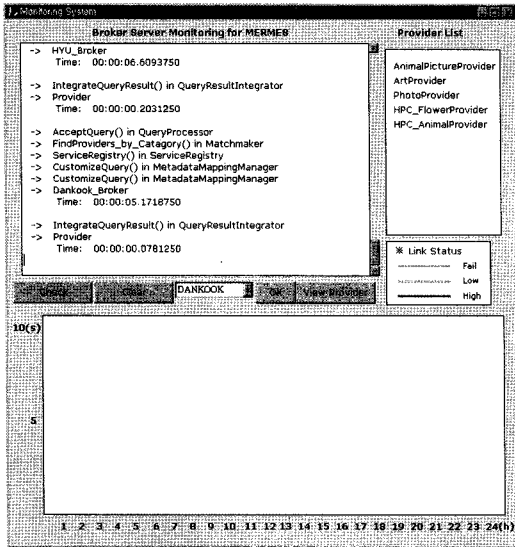 Monitoring System
Broker Server Monitoring for MERMES
-> HYU_Broker
Time: 00:00:06.6093750
-> IntegrateQueryResult() in QueryResultIntegrator
-> Provider
Time: 00:00:00.2031250
-> AcceptQuery() in QueryProcessor
-> FindProviders_by_Catagory() in Matchmaker
-> ServiceRegistry() in ServiceRegistry
-> CustomizeQuery() in MetadataMappingManager
-> CustomizeQuery() in MetadataMappingManager
-> Dankook_Broker
Time: 00:00:05.1718750
-> IntegrateQueryResult() in QueryResultIntegrator
-> Provider
Time: 00:00:00.0781250
Provider List
AnimalPictureProvider
ArtProvider
PhotoProvider
HPC_FlowerProvider
HPC_AnimalProvider
※ Link Status
Fail
Low
High
Clear
DANKOOK
OK
10(s)
5
1 2 3 4 5 6 7 8 9 10 11 12 13 14 15 16 17 18 19 20 21 22 23 24(h)